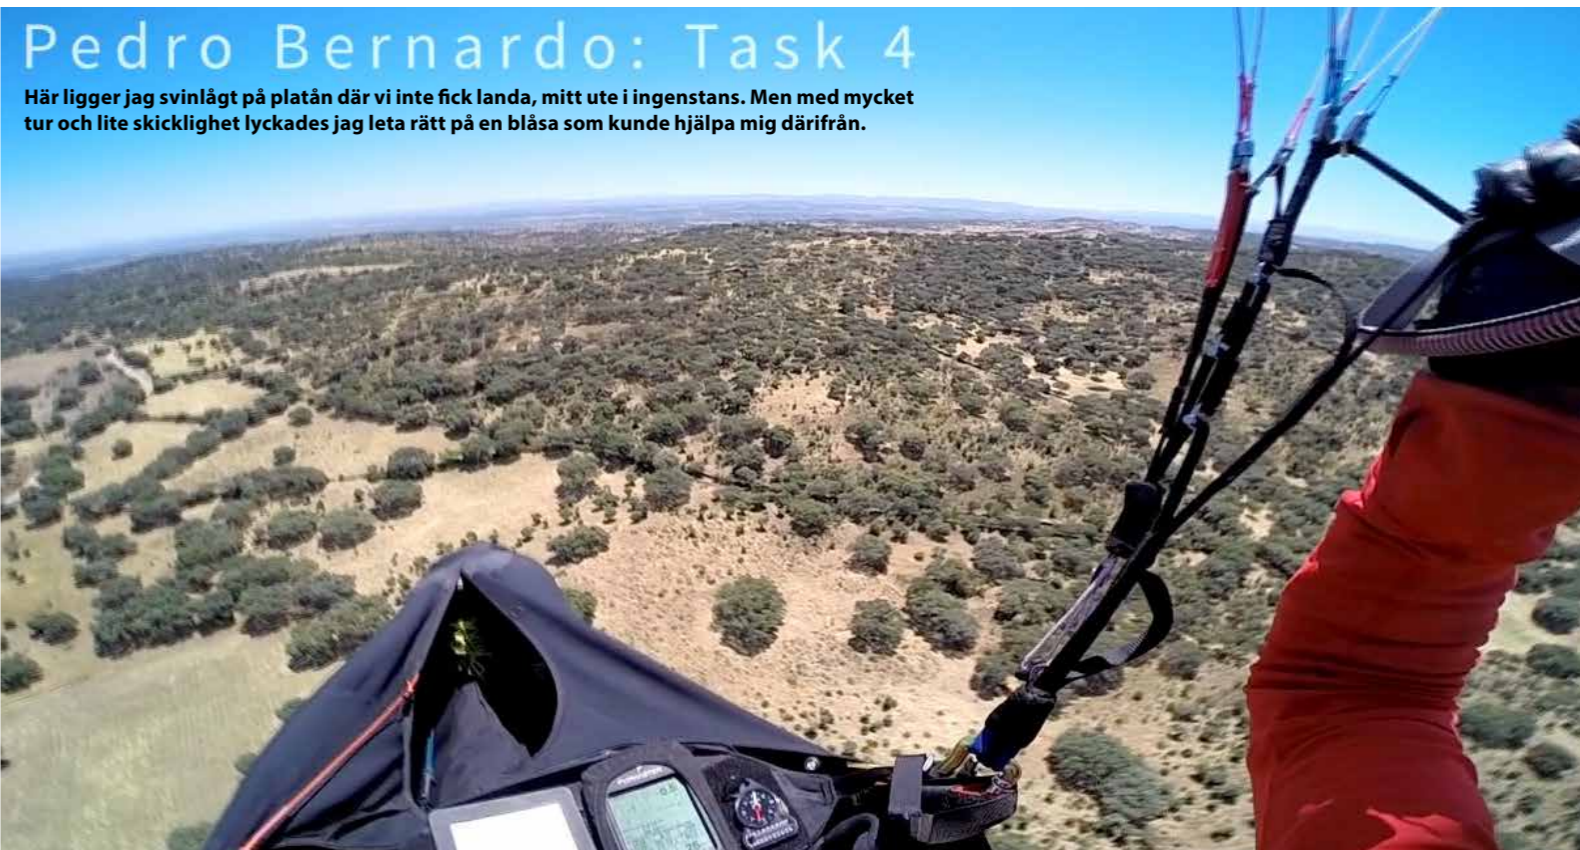 Pedro Bernardo: Task 4
Här ligger jag svinlågt på platån där vi inte fick landa, mitt ute i ingenstans. Men med mycket
tur och lite skicklighet lyckades jag leta rätt på en blåsa som kunde hjälpa mig därifrån.